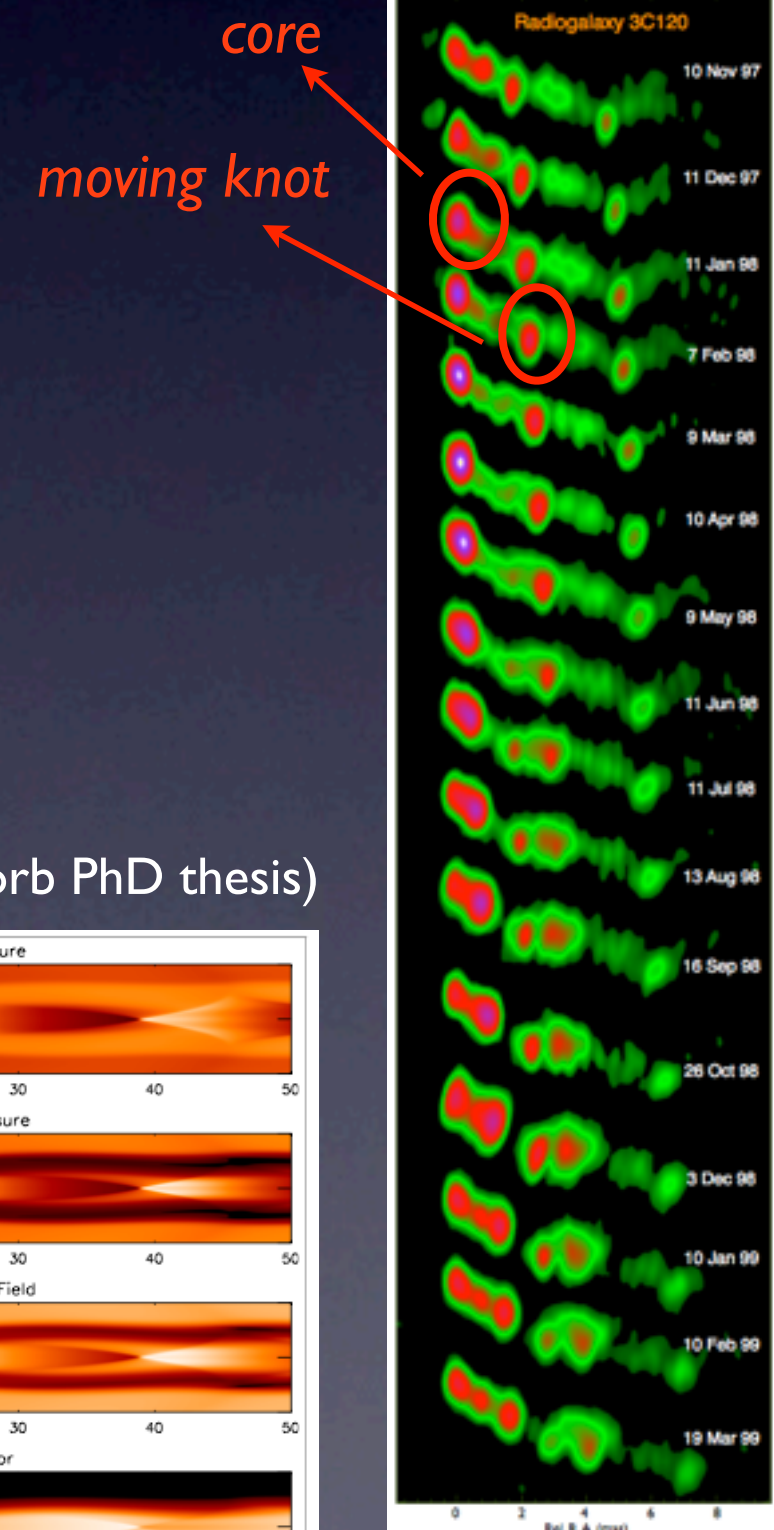 core
moving knot
Radiogalaxy 3C120
10 Nov 97
11 Dec 97
11 Jan 98
7 Feb 98
9 Mar 98
10 Apr 98
9 May 98
11 Jun 98
11 Jul 98
13 Aug 98
16 Sep 98
26 Oct 98
3 Dec 98
10 Jan 99
10 Feb 99
19 Mar 99
0 2 4 6 8
orb PhD thesis)
ure
30 40 50
sure
30 40 50
Field
30 40 50
or